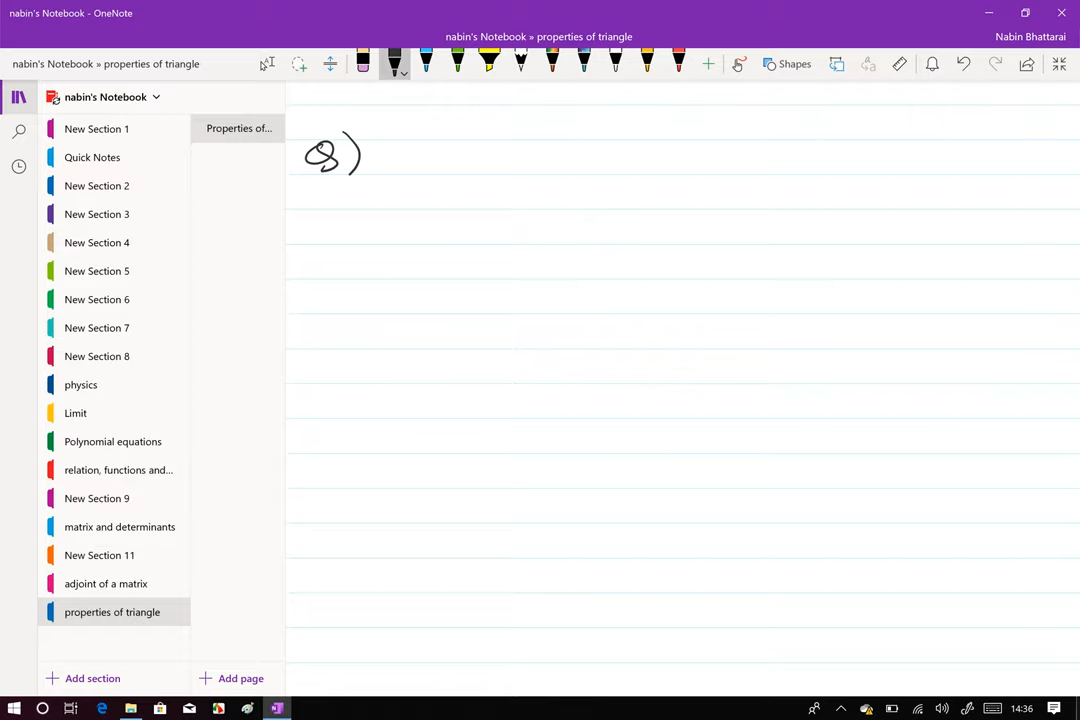 nabin's Notebook - OneNote
nabin's Notebook » properties of triangle
Nabin Bhattarai
nabin's Notebook » properties of triangle
Shapes
nabin's Notebook
New Section 1
Quick Notes
New Section 2
New Section 3
New Section 4
New Section 5
New Section 6
New Section 7
New Section 8
physics
Limit
Polynomial equations
relation, functions and...
New Section 9
matrix and determinants
New Section 11
adjoint of a matrix
properties of triangle
Add section
Properties of...
Add page
Q)
14:36